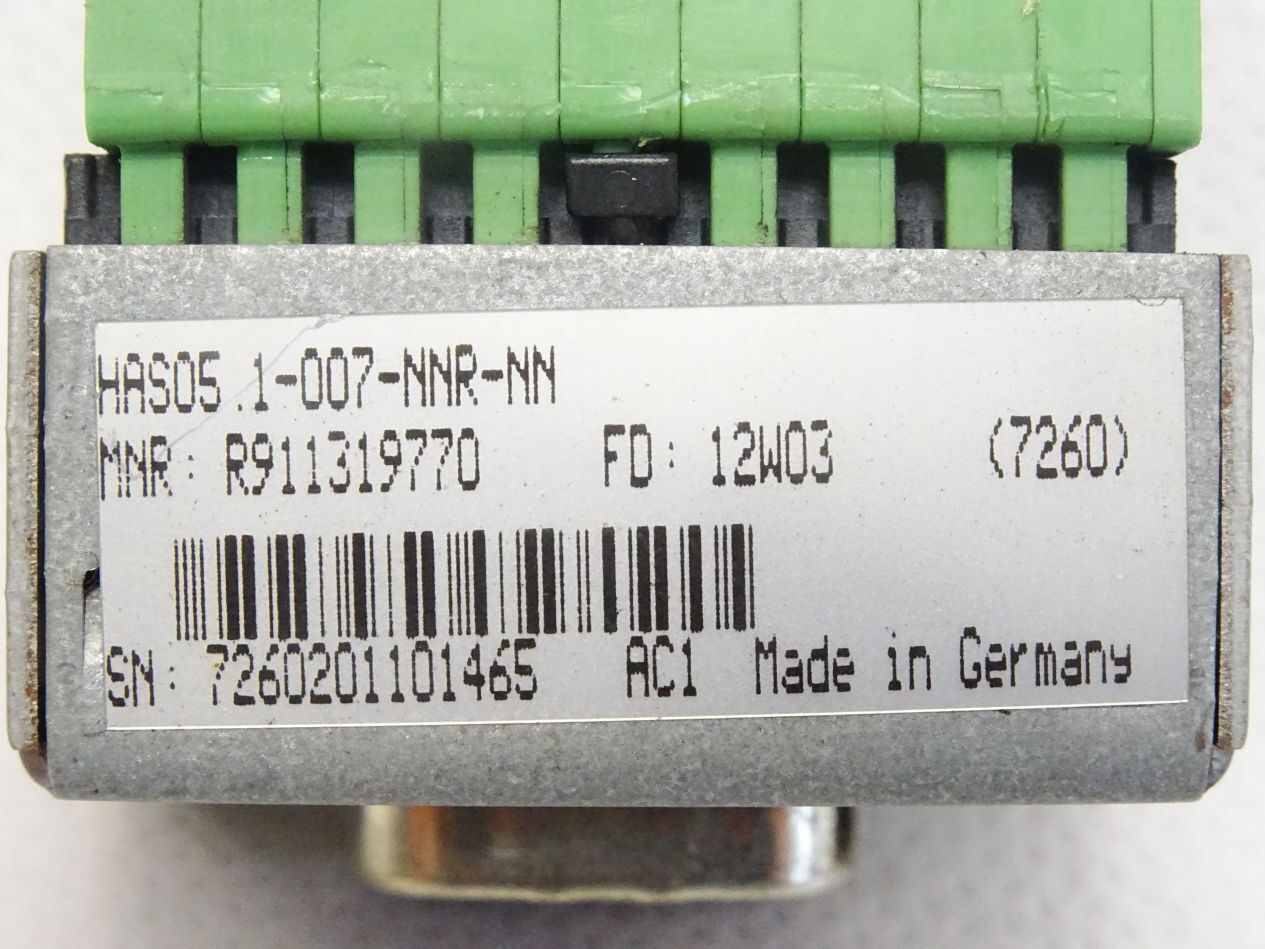 HAS05.1-007-NNR-NN
MNR: R911319770 FD: 12W03 (7260)
SN: 7260201101465 AC1 Made in Germany